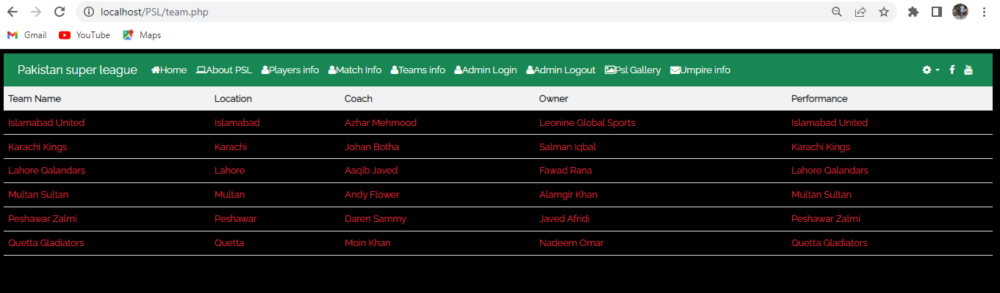 localhost/PSL/team.php
Gmail YouTube Maps
Pakistan super league Home About PSL Players info Match Info Teams info Admin Login Admin Logout Psl Gallery Umpire info
Team Name Location Coach Owner Performance
Islamabad United Islamabad Azhar Mehmood Leonine Global Sports Islamabad United
Karachi Kings Karachi Johan Botha Salman Iqbal Karachi Kings
Lahore Qalandars Lahore Aaqib Javed Fawad Rana Lahore Qalandars
Multan Sultan Multan Andy Flower Alamgir Khan Multan Sultan
Peshawar Zalmi Peshawar Daren Sammy Javed Afridi Peshawar Zalmi
Quetta Gladiators Quetta Moin Khan Nadeem Omar Quetta Gladiators